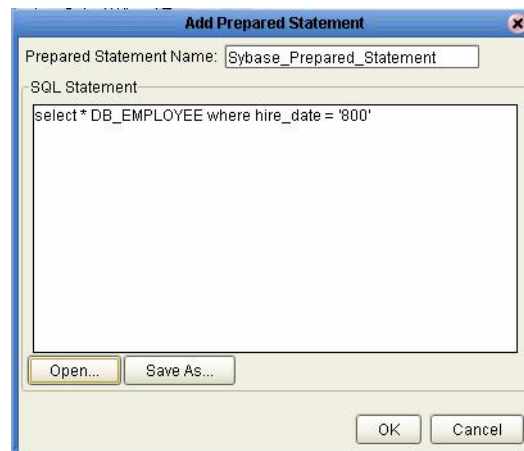 Add Prepared Statement
Prepared Statement Name: Sybase_Prepared_Statement
SQL Statement
select * DB_EMPLOYEE where hire_date = '800'
Open... Save As...
OK Cancel